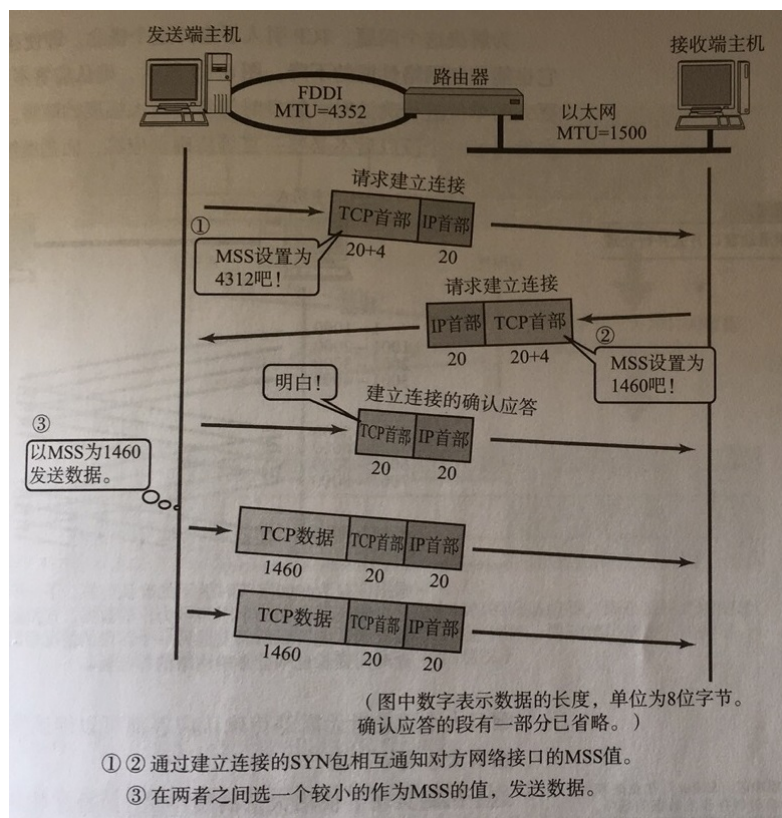 发送端主机
接收端主机
路由器
FDDI
MTU=4352
以太网
MTU=1500
请求建立连接
TCP首部 IP首部
20+4 20
①
MSS设置为
4312吧！
请求建立连接
IP首部 TCP首部
20 20+4
②
MSS设置为
1460吧！
明白！
建立连接的确认应答
TCP首部 IP首部
20 20
③
以MSS为1460
发送数据。
TCP数据 TCP首部 IP首部
1460 20 20
TCP数据 TCP首部 IP首部
1460 20 20
（图中数字表示数据的长度，单位为8位字节。
确认应答的段有一部分已省略。）
①②通过建立连接的SYN包相互通知对方网络接口的MSS值。
③在两者之间选一个较小的作为MSS的值，发送数据。